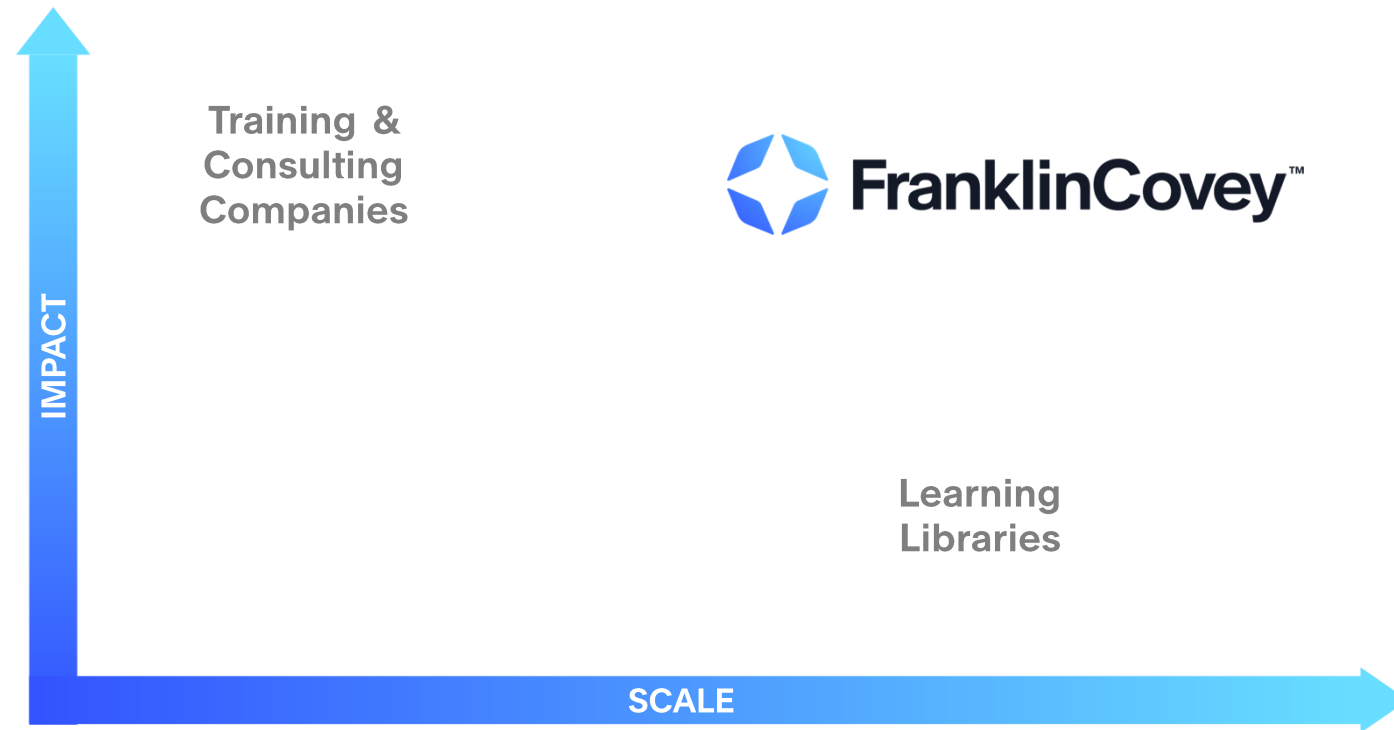 Training &
Consulting
Companies
FranklinCovey™
IMPACT
Learning
Libraries
SCALE